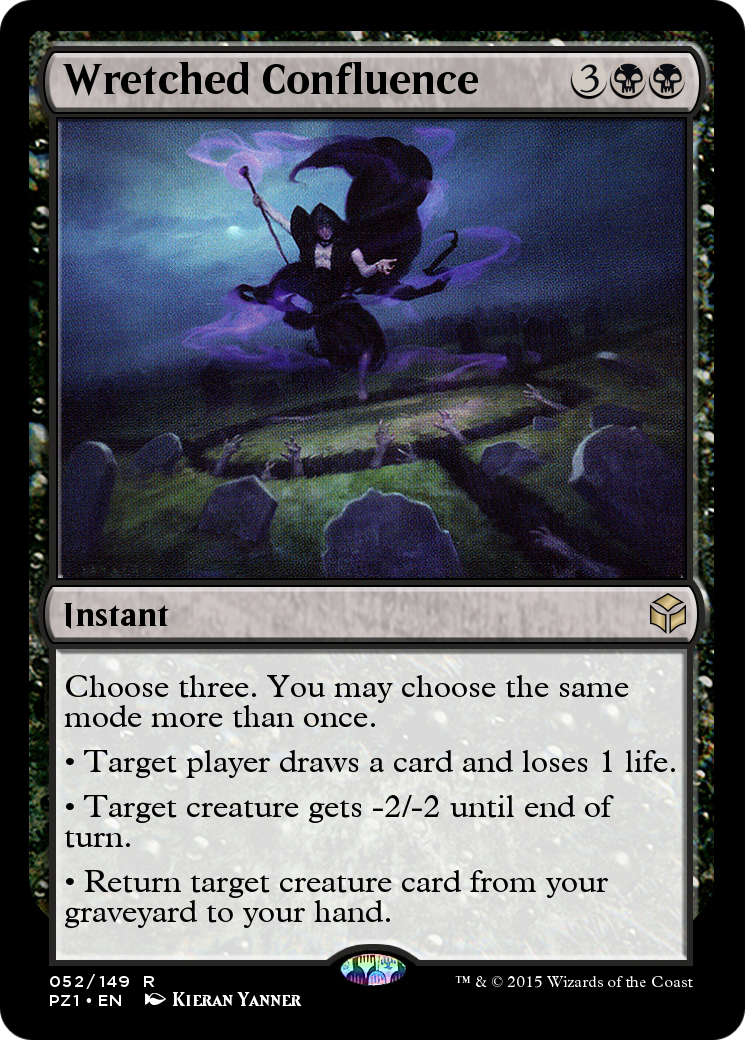 Wretched Confluence 3
Instant
Choose three. You may choose the same
mode more than once.
• Target player draws a card and loses 1 life.
• Target creature gets -2/-2 until end of
turn.
• Return target creature card from your
graveyard to your hand.
052/149 R
PZ1 • EN KIERAN YANNER
™ & © 2015 Wizards of the Coast